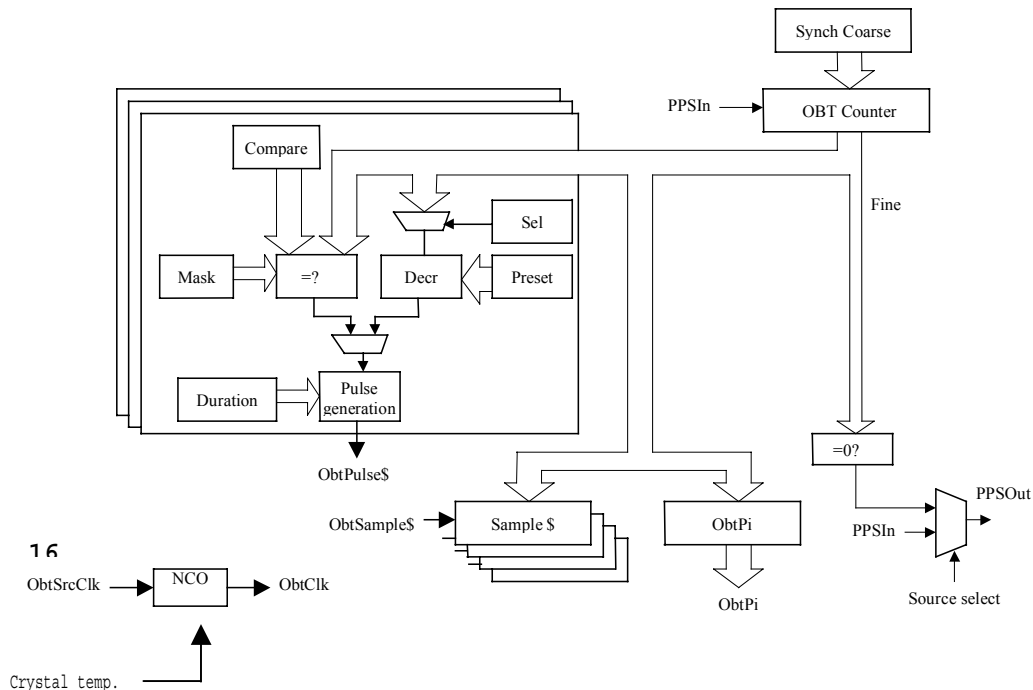 Synch Coarse
PPSIn
OBT Counter
Compare
Fine
Sel
Mask
=?
Decr
Preset
Duration
Pulse
generation
=0?
ObtPulse$
PPSOut
ObtSample$
Sample $
ObtPi
PPSIn
16
ObtSrcClk
NCO
ObtClk
ObtPi
Source select
Crystal temp.